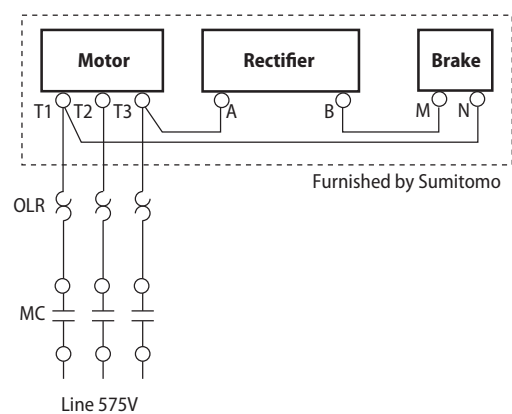 Motor Rectifier Brake
T1 T2 T3 A B M N
Furnished by Sumitomo
OLR
MC
Line 575V